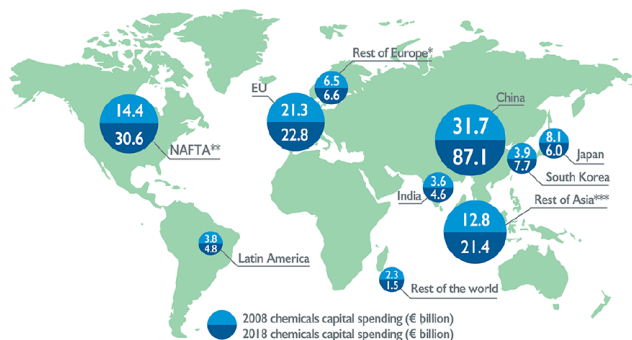 Rest of Europe*
6.5
6.6
EU
21.3
22.8
14.4
30.6
NAFTA**
China
31.7
87.1
8.1
6.0
Japan
3.9
7.7
South Korea
3.6
4.6
India
Rest of Asia***
12.8
21.4
3.8
4.8
Latin America
2.3
1.5
Rest of the world
2008 chemicals capital spending (€ billion)
2018 chemicals capital spending (€ billion)